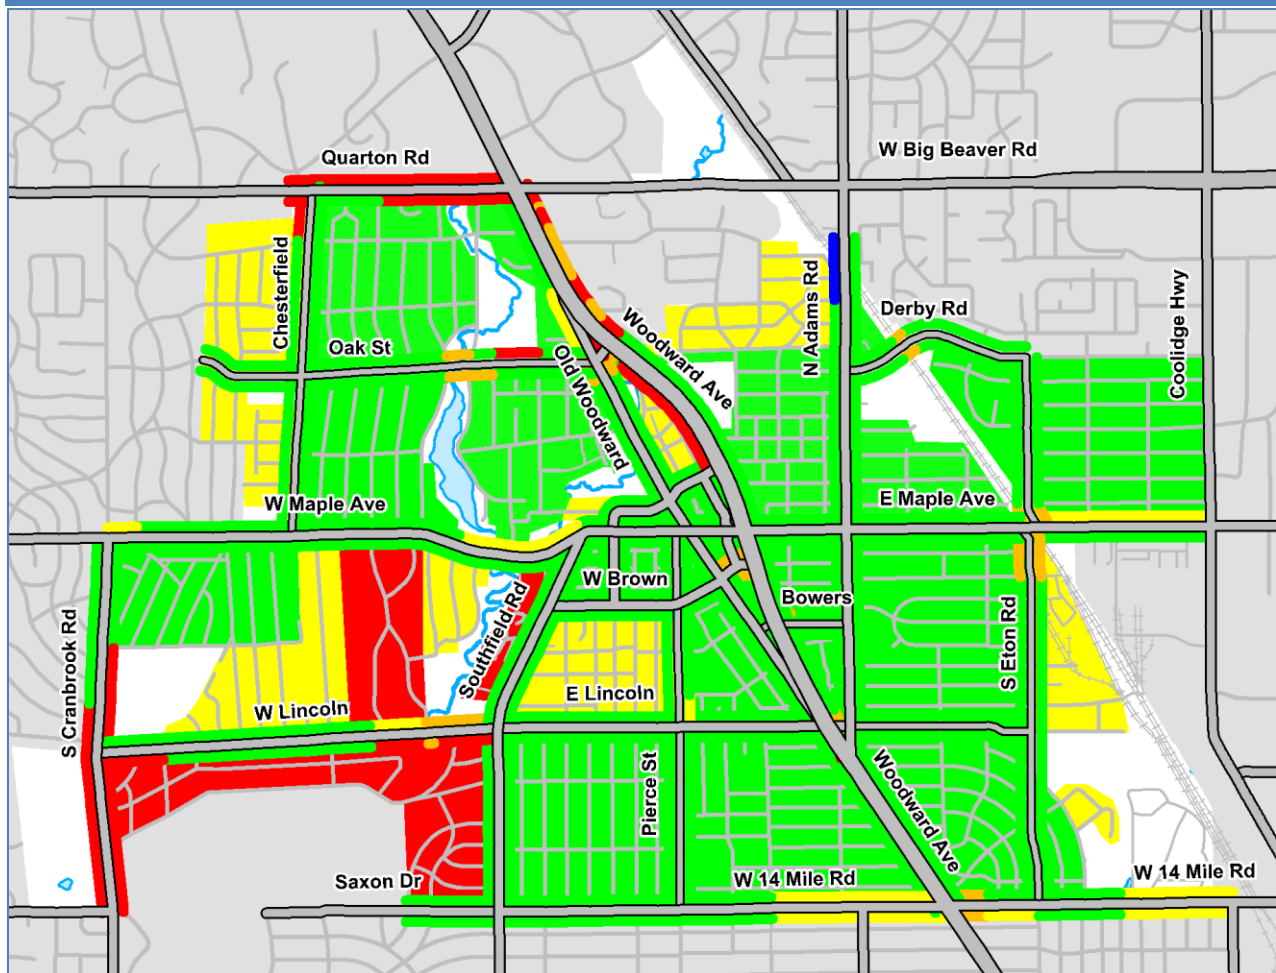 Quarton Rd
W Big Beaver Rd
Chesterfield
N Adams Rd
Derby Rd
Coolidge Hwy
Woodward Ave
Oak St
Old Woodward
W Maple Ave
E Maple Ave
W Brown
Bowers
Southfield Rd
S Eton Rd
S Cranbrook Rd
E Lincoln
W Lincoln
Pierce St
Woodward Ave
Saxon Dr
W 14 Mile Rd
W 14 Mile Rd